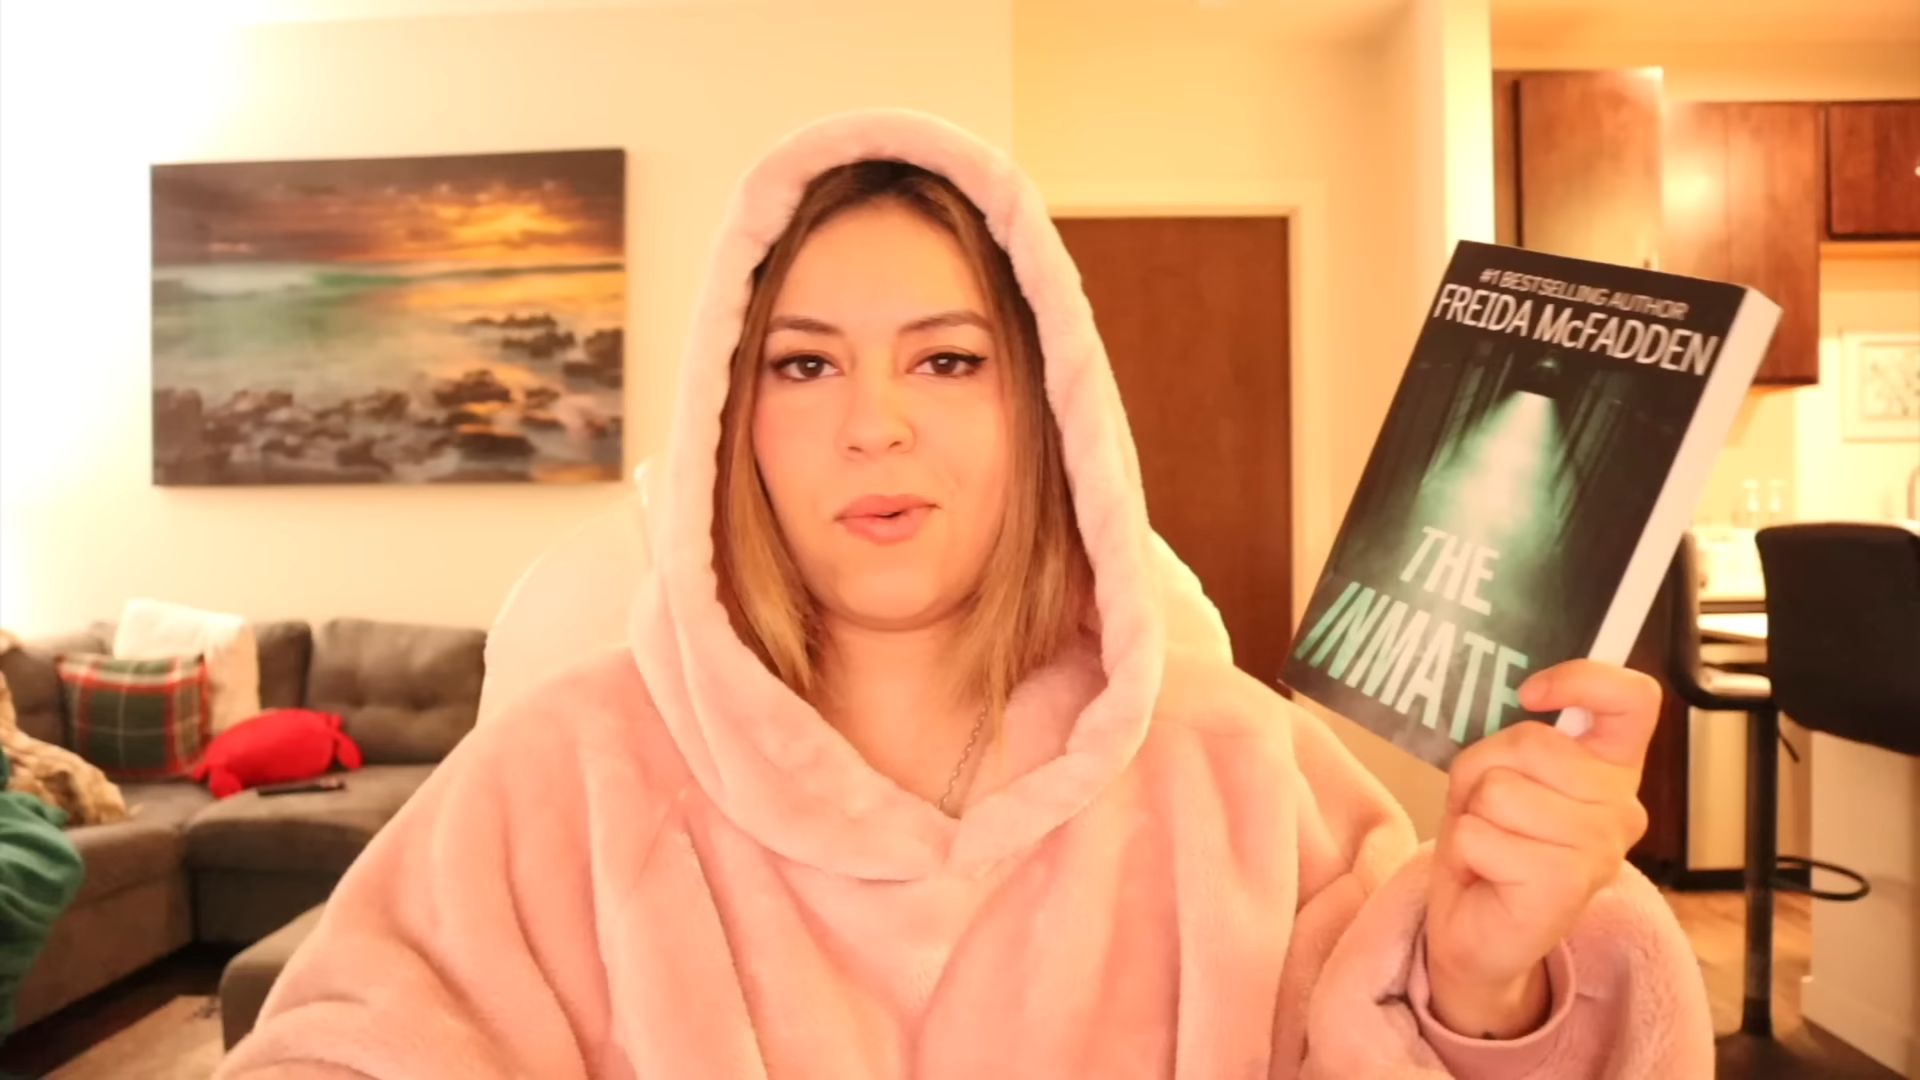 #1 BESTSELLING AUTHOR
FREIDA McFADDEN
THE
INMATE